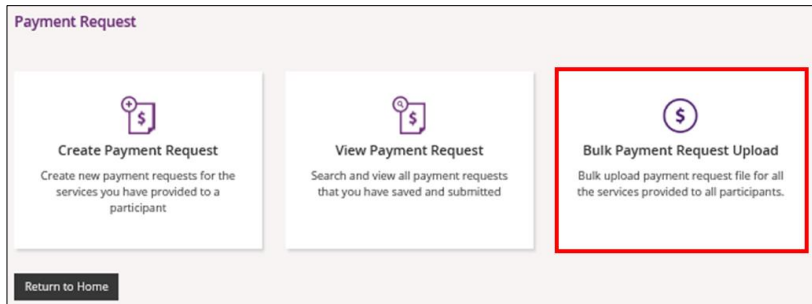 Payment Request
$
Create Payment Request
Create new payment requests for the
services you have provided to a
participant
$
View Payment Request
Search and view all payment requests
that you have saved and submitted
$
Bulk Payment Request Upload
Bulk upload payment request file for all
the services provided to all participants.
Return to Home